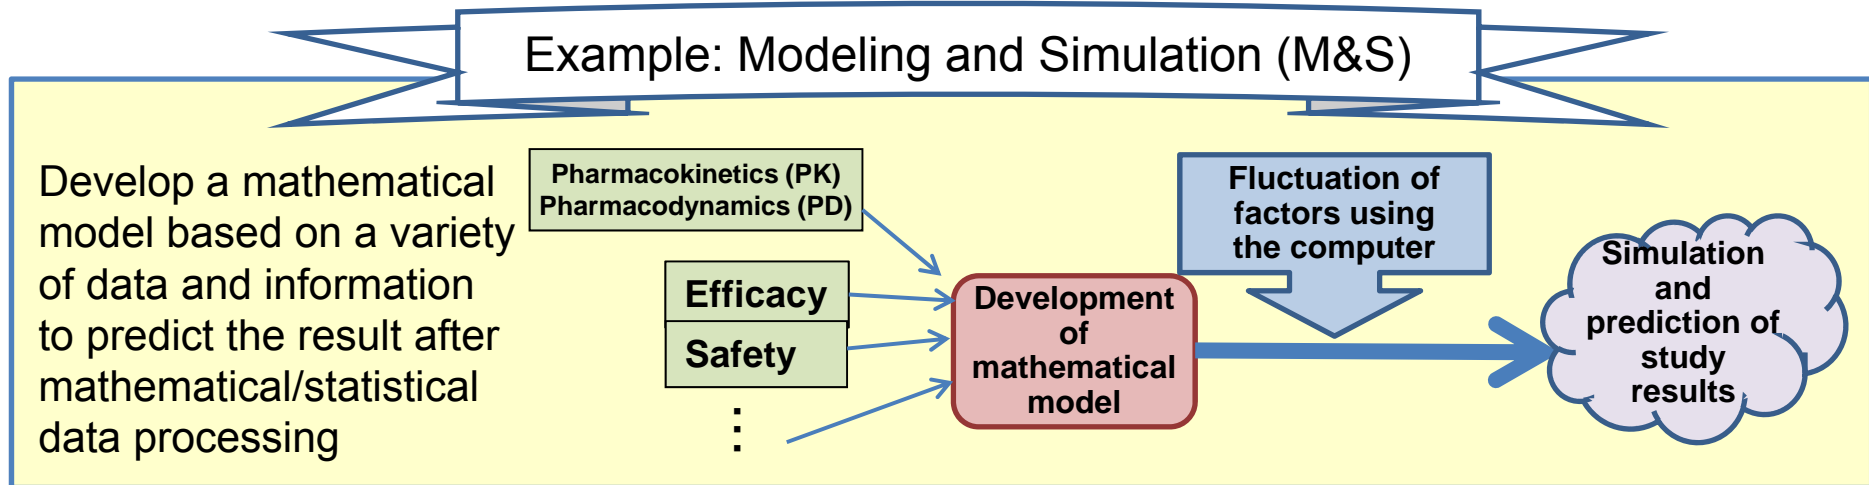 Example: Modeling and Simulation (M&S)
Develop a mathematical
model based on a variety
of data and information
to predict the result after
mathematical/statistical
data processing
Pharmacokinetics (PK)
Pharmacodynamics (PD)
Efficacy
Safety
⋮
Development
of
mathematical
model
Fluctuation of
factors using
the computer
Simulation
and
prediction of
study
results